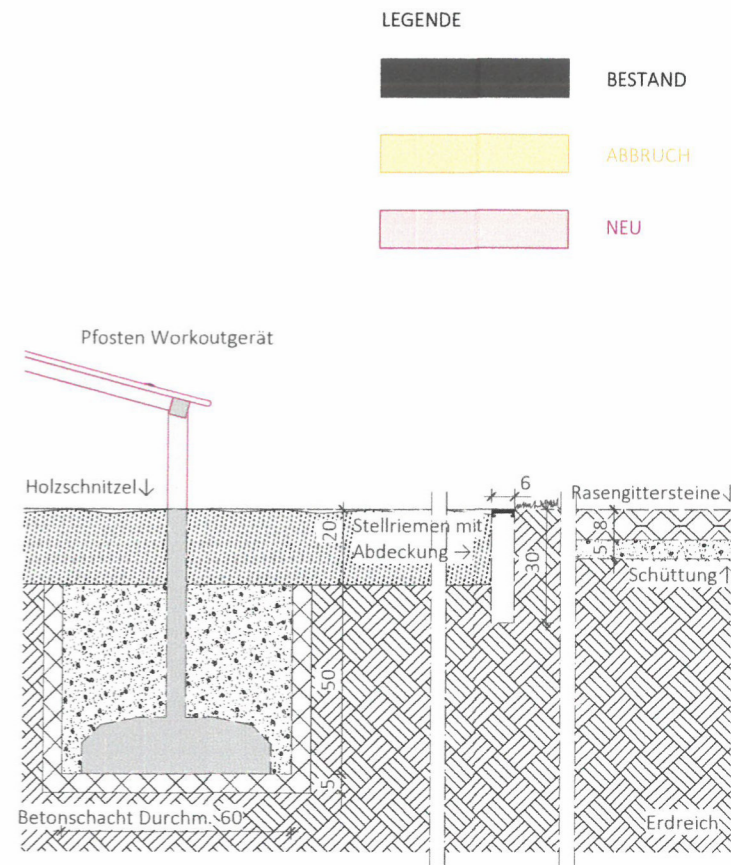 LEGENDE
BESTAND
ABBRUCH
NEU
Pfosten Workoutgerät
Holzschnitzel↓
6
Rasengittersteine↓
20
Stellriemen mit
Abdeckung →
30
8
5
Schüttung↑
50
5
Betonschacht Durchm. 60
Erdreich